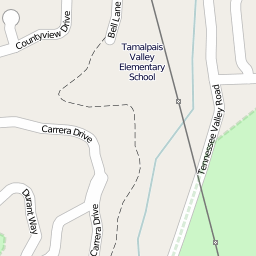 Countyview Drive
Bell Lane
Tamalpais
Valley
Elementary
School
Carrera Drive
Tennessee Valley Road
Durant Way
Carrera Drive